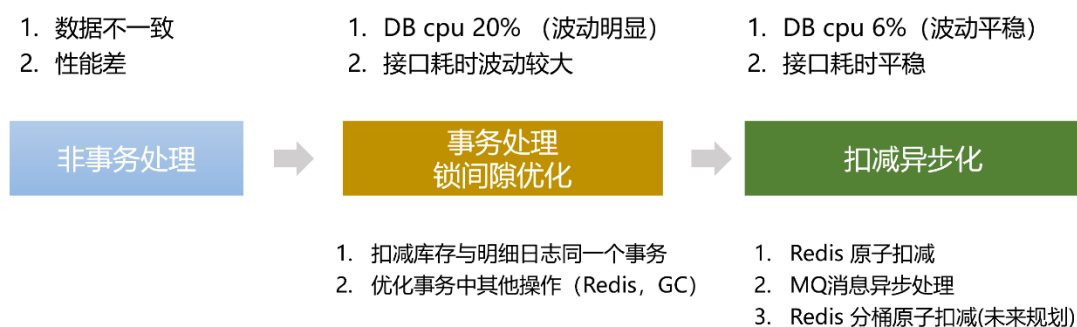 1. 数据不一致
2. 性能差
1. DB cpu 20% （波动明显）
2. 接口耗时波动较大
1. DB cpu 6%（波动平稳）
2. 接口耗时平稳
非事务处理
事务处理
锁间隙优化
扣减异步化
1. 扣减库存与明细日志同一个事务
2. 优化事务中其他操作（Redis，GC）
1. Redis 原子扣减
2. MQ消息异步处理
3. Redis 分桶原子扣减(未来规划)